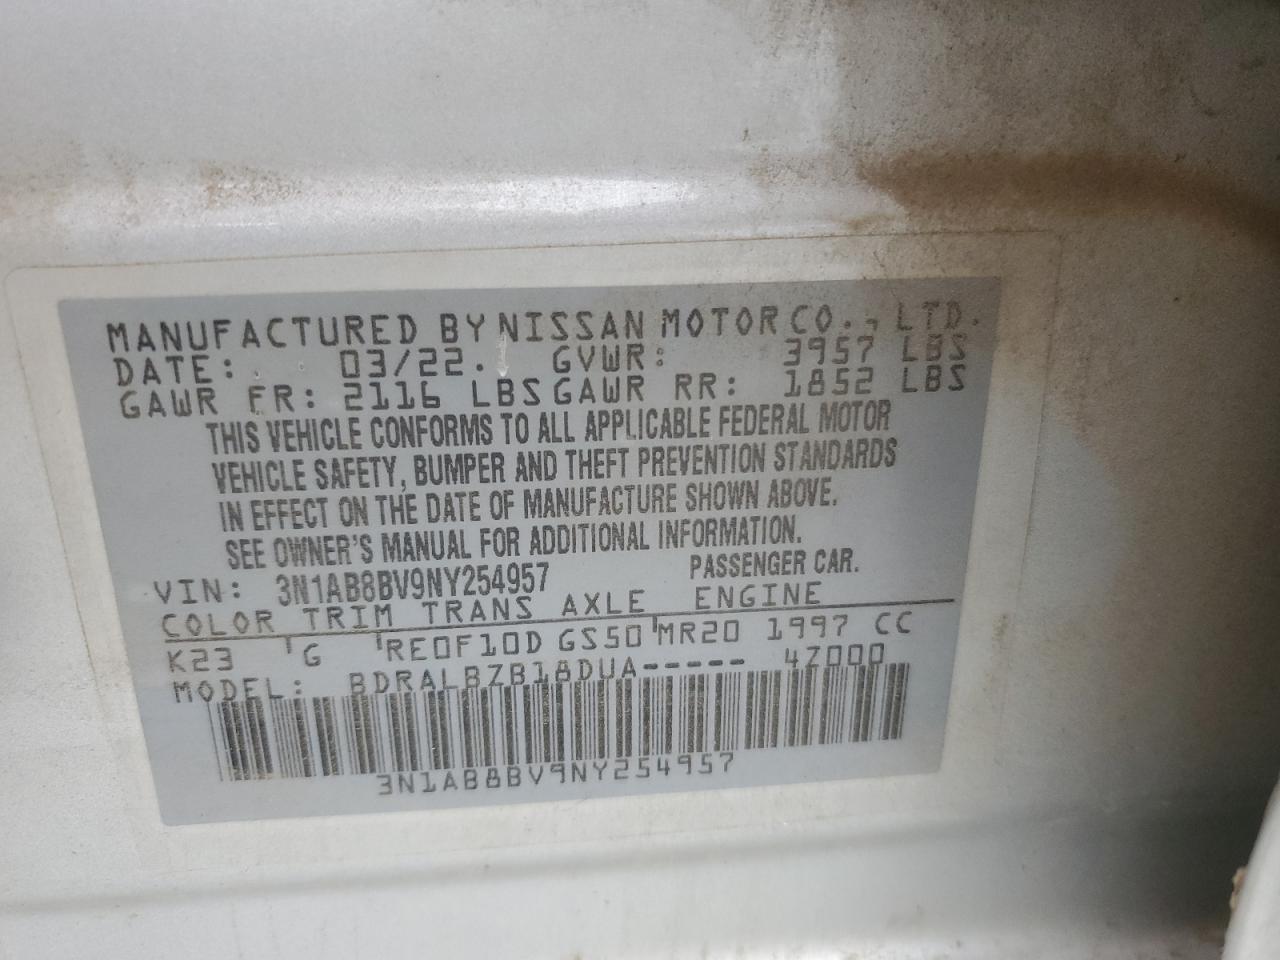 MANUFACTURED BY NISSAN MOTOR CO., LTD.
DATE: 03/22. GVWR: 3957 LBS
GAWR FR: 2116 LBS GAWR RR: 1852 LBS
THIS VEHICLE CONFORMS TO ALL APPLICABLE FEDERAL MOTOR
VEHICLE SAFETY, BUMPER AND THEFT PREVENTION STANDARDS
IN EFFECT ON THE DATE OF MANUFACTURE SHOWN ABOVE.
SEE OWNER'S MANUAL FOR ADDITIONAL INFORMATION.
VIN: 3N1AB8BV9NY254957 PASSENGER CAR.
COLOR TRIM TRANS AXLE ENGINE
K23 G RE0F10D GS50 MR20 1997 CC
MODEL: BDRALBZB18DUA----- 4Z000
3N1AB8BV9NY254957